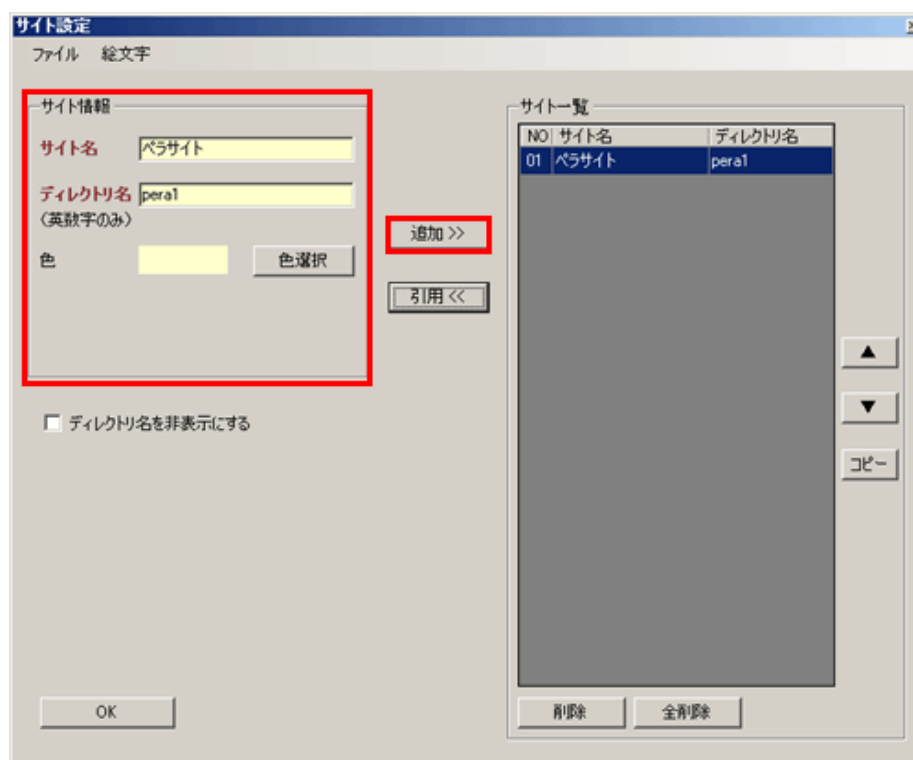 サイト設定
ファイル 絵文字
サイト情報
サイト名 ペラサイト
ディレクトリ名 pera1
(英数字のみ)
色 色選択
追加 >>
引用 <<
ディレクトリ名を非表示にする
OK
サイト一覧
NO サイト名 ディレクトリ名
01 ペラサイト pera1
▲
▼
コピー
削除 全削除